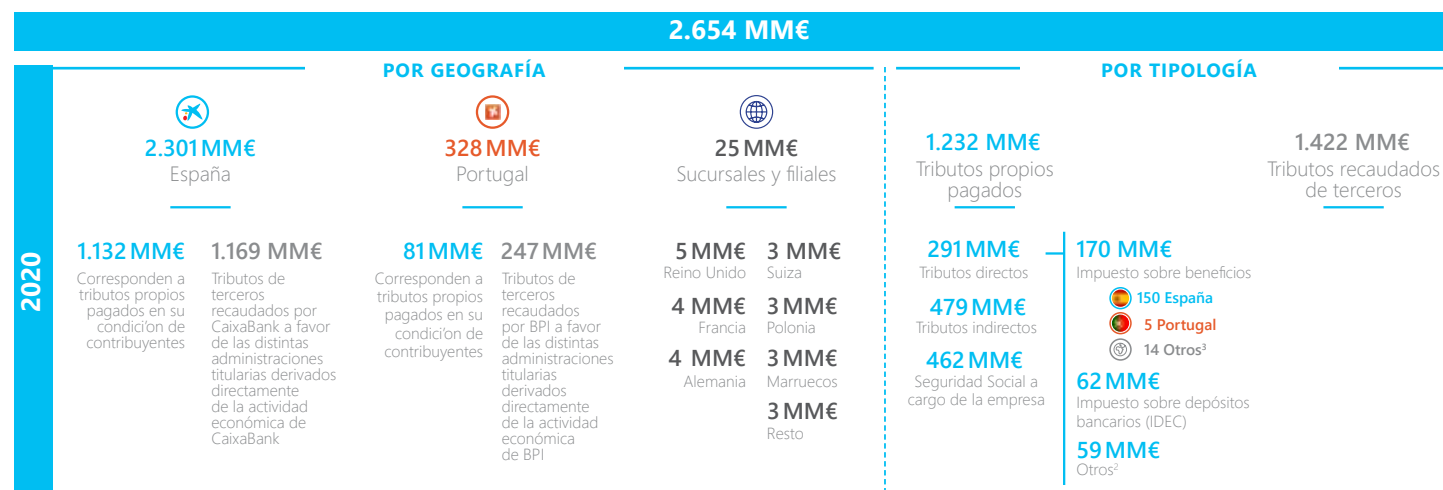 2.654 MM€
2020
POR GEOGRAFÍA
2.301 MM€
España
1.132 MM€
Corresponden a
tributos propios
pagados en su
condici'on de
contribuyentes
1.169 MM€
Tributos de
terceros
recaudados por
CaixaBank a favor
de las distintas
administraciones
titularias derivados
directamente
de la actividad
económica de
CaixaBank
328 MM€
Portugal
81 MM€
Corresponden a
tributos propios
pagados en su
condici'on de
contribuyentes
247 MM€
Tributos de
terceros
recaudados
por BPI a favor
de las distintas
administraciones
titularias
derivados
directamente
de la actividad
económica
de BPI
25 MM€
Sucursales y filiales
5 MM€
Reino Unido
3 MM€
Suiza
4 MM€
Francia
3 MM€
Polonia
4 MM€
Alemania
3 MM€
Marruecos
3 MM€
Resto
POR TIPOLOGÍA
1.232 MM€
Tributos propios
pagados
291 MM€
Tributos directos
479 MM€
Tributos indirectos
462 MM€
Seguridad Social a
cargo de la empresa
170 MM€
Impuesto sobre beneficios
150 España
5 Portugal
14 Otros³
62 MM€
Impuesto sobre depósitos
bancarios (IDEC)
59 MM€
Otros²
1.422 MM€
Tributos recaudados
de terceros